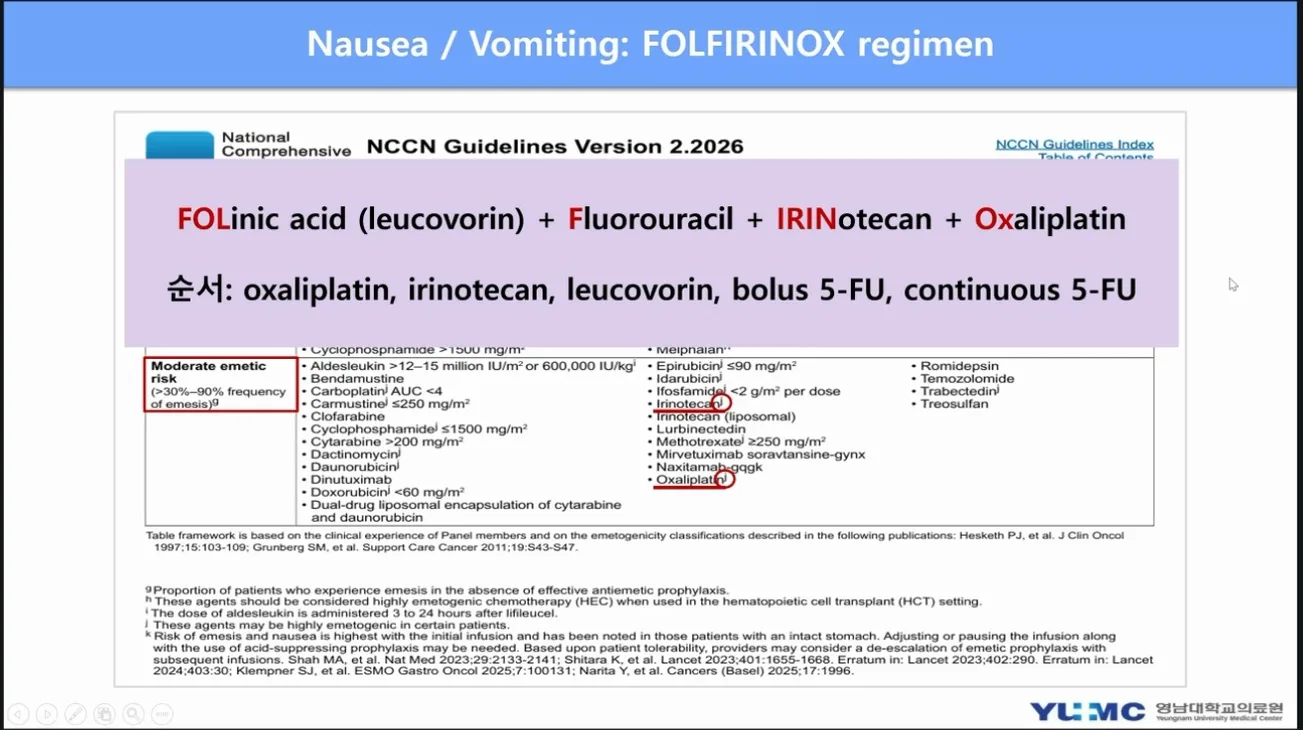 Nausea / Vomiting: FOLFIRINOX regimen
National
Comprehensive
NCCN Guidelines Version 2.2026
NCCN Guidelines Index
Table of Contents
FOLinic acid (leucovorin) + Fluorouracil + IRINotecan + Oxaliplatin
순서: oxaliplatin, irinotecan, leucovorin, bolus 5-FU, continuous 5-FU
• Cyclophosphamide >1500 mg/m²
• Melphalanʰ
Moderate emetic
risk
(>30%–90% frequency
of emesis)ᵍ
• Aldesleukin >12–15 million IU/m² or 600,000 IU/kgⁱ
• Bendamustine
• Carboplatinʲ AUC <4
• Carmustineʲ ≤250 mg/m²
• Clofarabine
• Cyclophosphamideʲ ≤1500 mg/m²
• Cytarabine >200 mg/m²
• Dactinomycinʲ
• Daunorubicinʲ
• Dinutuximab
• Doxorubicinʲ <60 mg/m²
• Dual-drug liposomal encapsulation of cytarabine
and daunorubicin
• Epirubicinʲ ≤90 mg/m²
• Idarubicinʲ
• Ifosfamideʲ <2 g/m² per dose
• Irinotecanʲ
• Irinotecan (liposomal)
• Lurbinectedin
• Methotrexateʲ ≥250 mg/m²
• Mirvetuximab soravtansine-gynx
• Naxitamab-gqgk
• Oxaliplatinʲ
• Romidepsin
• Temozolomide
• Trabectedinʲ
• Treosulfan
Table framework is based on the clinical experience of Panel members and on the emetogenicity classifications described in the following publications: Hesketh PJ, et al. J Clin Oncol
1997;15:103-109; Grunberg SM, et al. Support Care Cancer 2011;19:S43-S47.
ᵍ Proportion of patients who experience emesis in the absence of effective antiemetic prophylaxis.
ʰ These agents should be considered highly emetogenic chemotherapy (HEC) when used in the hematopoietic cell transplant (HCT) setting.
ⁱ The dose of aldesleukin is administered 3 to 24 hours after lifileucel.
ʲ These agents may be highly emetogenic in certain patients.
ᵏ Risk of emesis and nausea is highest with the initial infusion and has been noted in those patients with an intact stomach. Adjusting or pausing the infusion along
with the use of acid-suppressing prophylaxis may be needed. Based upon patient tolerability, providers may consider a de-escalation of emetic prophylaxis with
subsequent infusions. Shah MA, et al. Nat Med 2023;29:2133-2141; Shitara K, et al. Lancet 2023;401:1655-1668. Erratum in: Lancet 2023;402:290. Erratum in: Lancet
2024;403:30; Klempner SJ, et al. ESMO Gastro Oncol 2025;7:100131; Narita Y, et al. Cancers (Basel) 2025;17:1996.
YUMC 영남대학교의료원
Yeungnam University Medical Center